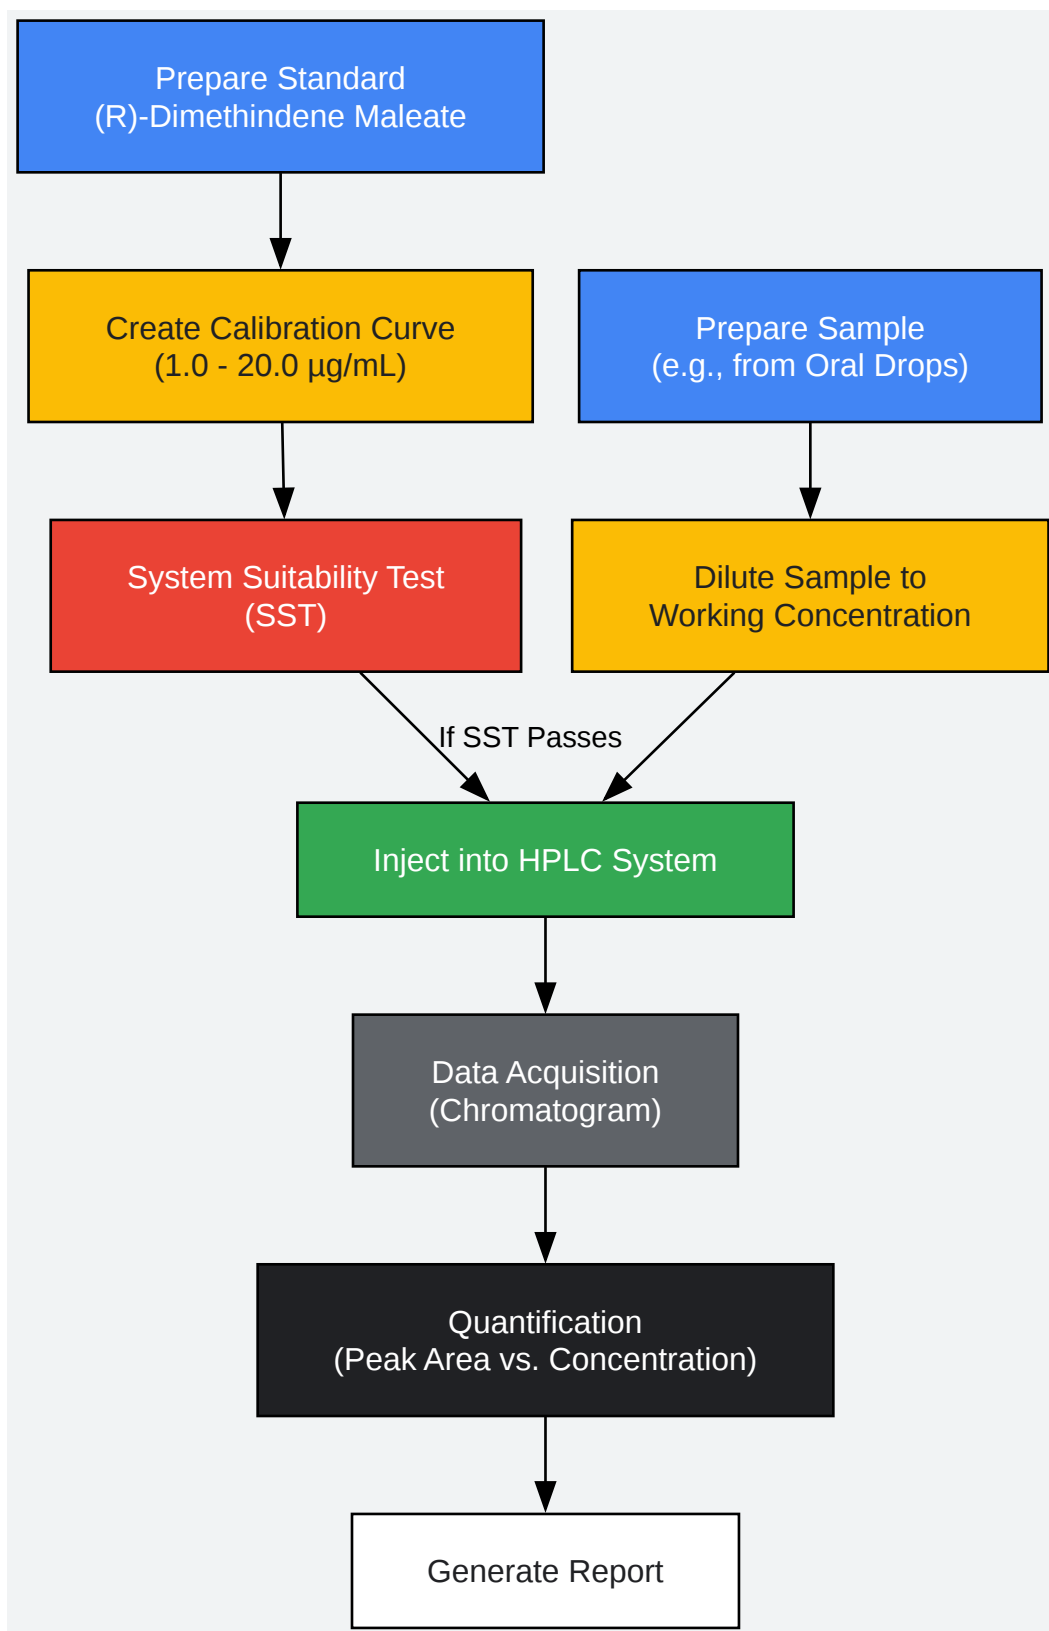 Prepare Standard
(R)-Dimethindene Maleate
Create Calibration Curve
(1.0 - 20.0 µg/mL)
Prepare Sample
(e.g., from Oral Drops)
System Suitability Test
(SST)
Dilute Sample to
Working Concentration
If SST Passes
Inject into HPLC System
Data Acquisition
(Chromatogram)
Quantification
(Peak Area vs. Concentration)
Generate Report